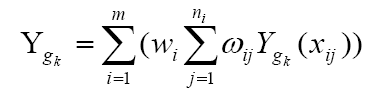 Y_{g_k} = \sum_{i=1}^{m} (w_i \sum_{j=1}^{n_i} \omega_{ij} Y_{g_k} (x_{ij}))